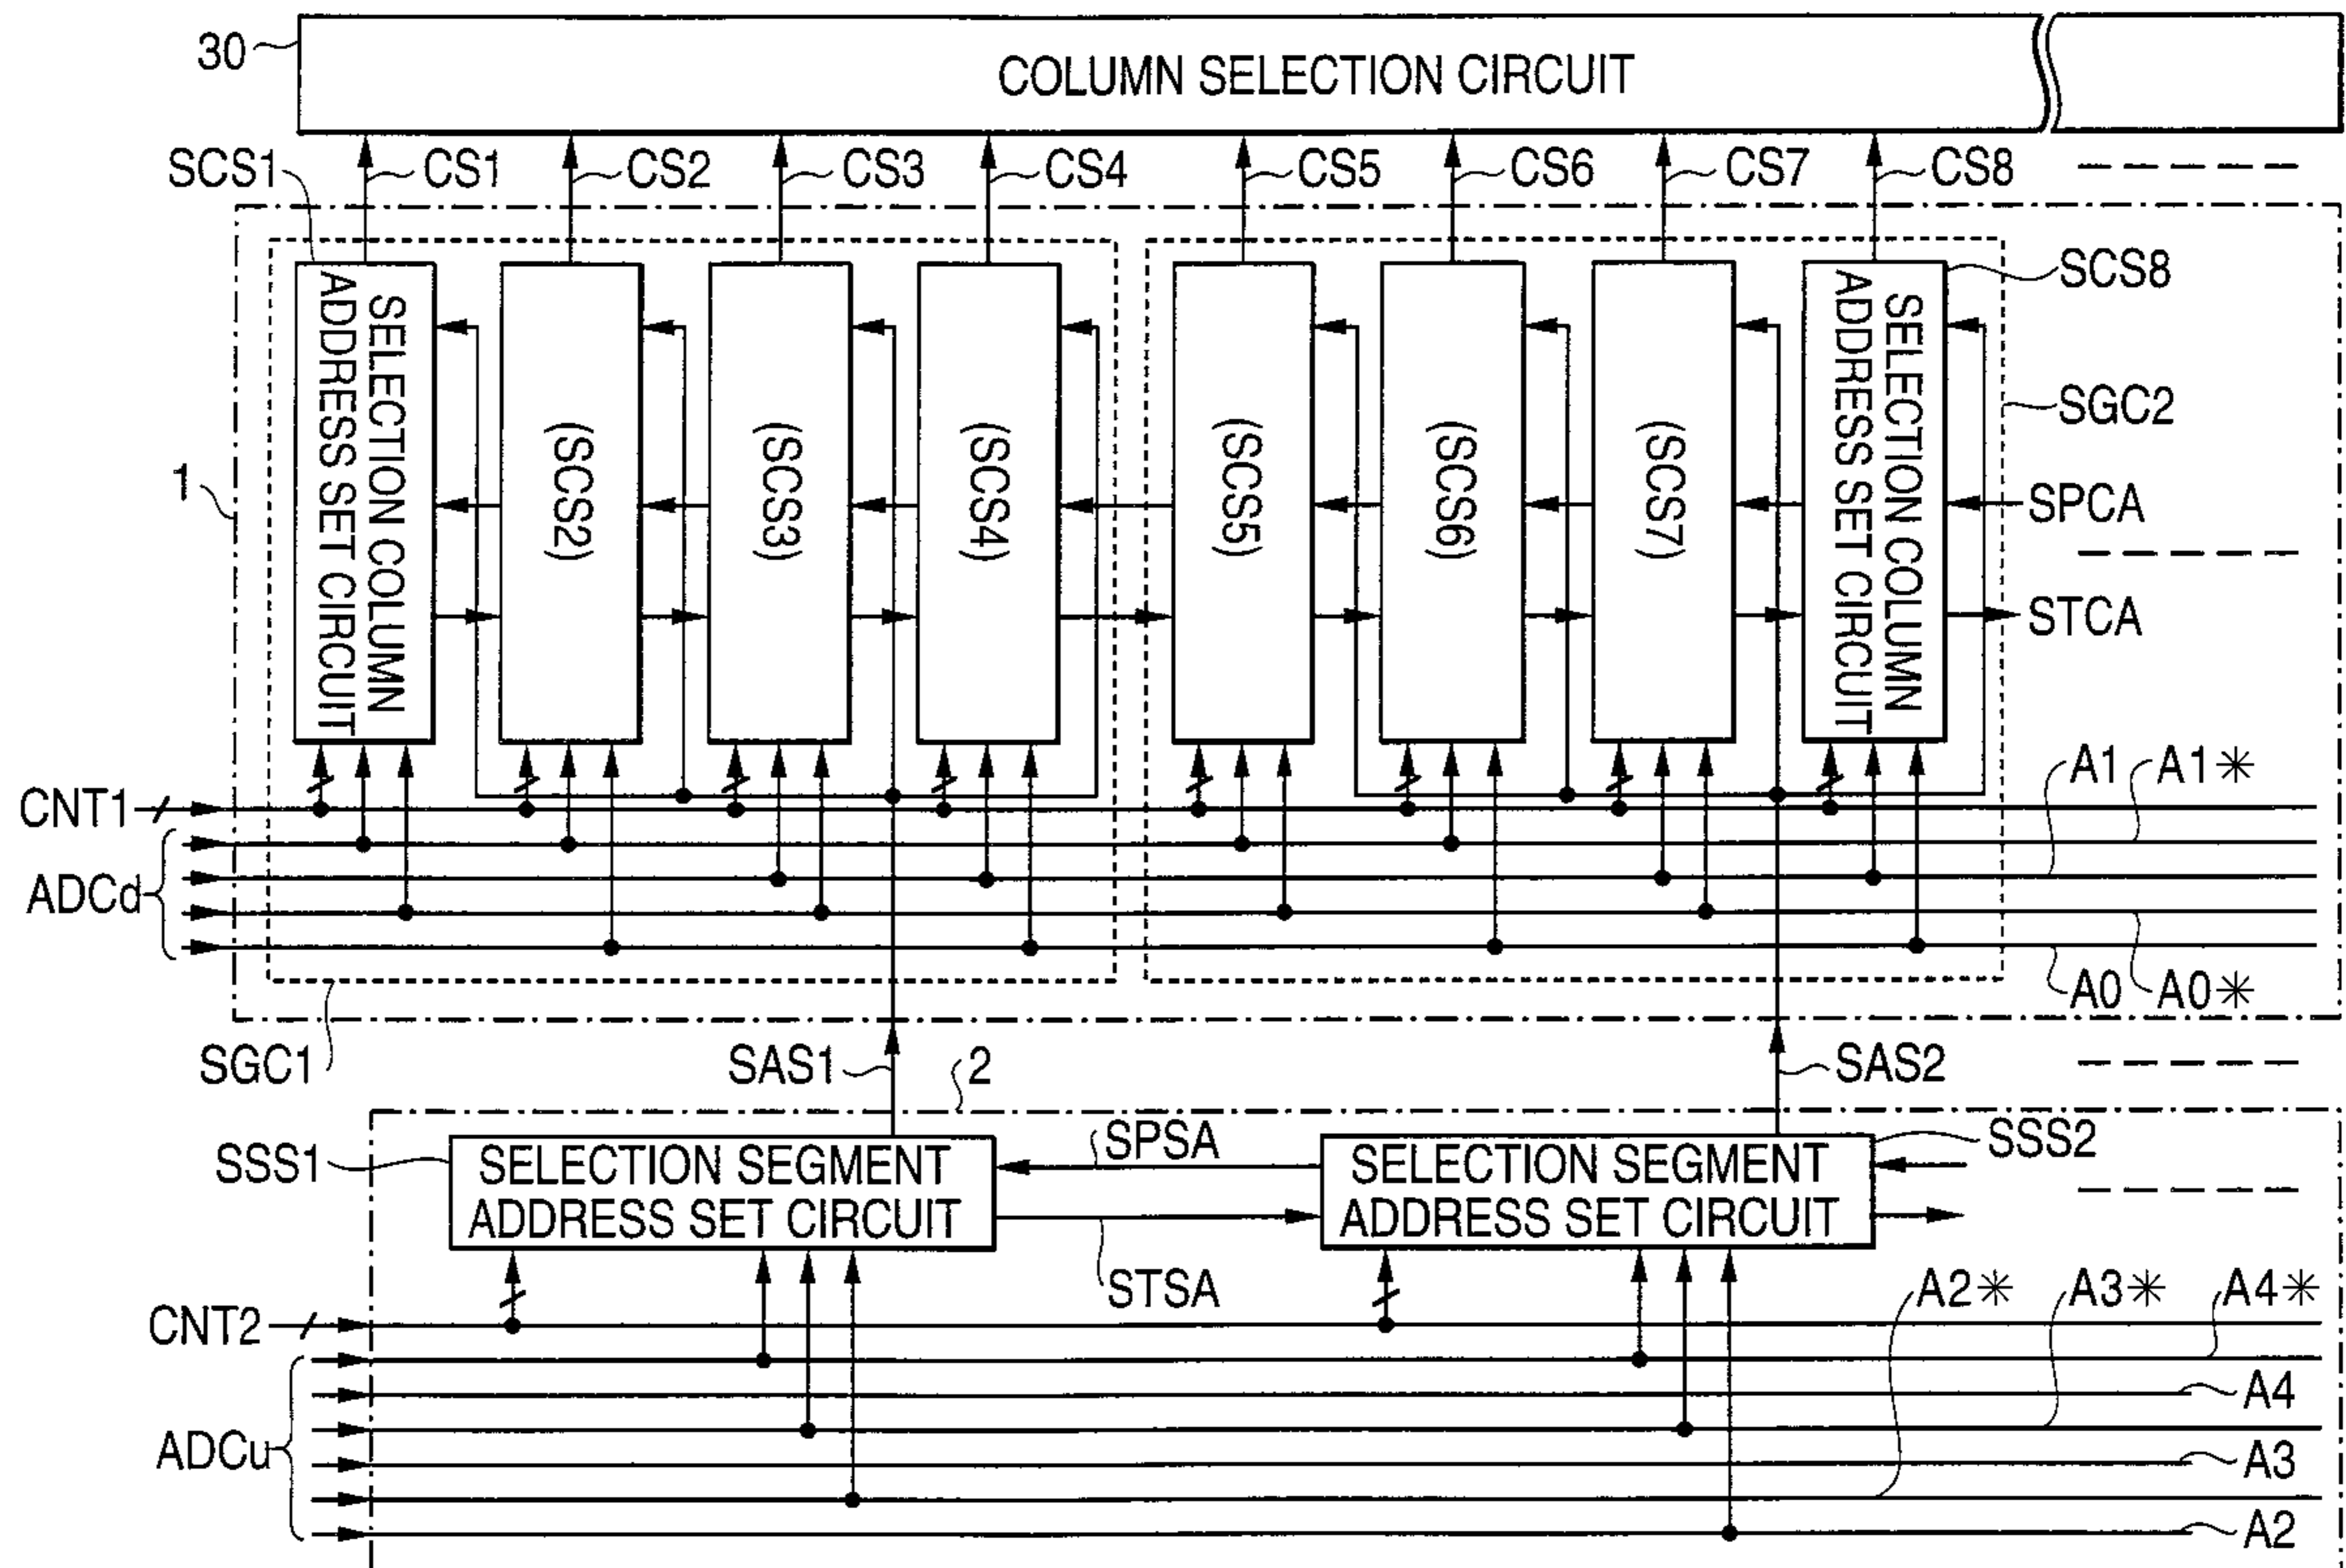 30
COLUMN SELECTION CIRCUIT
SCS1
CS1
CS2
CS3
CS4
CS5
CS6
CS7
CS8
SELECTION COLUMN
ADDRESS SET CIRCUIT
(SCS2)
(SCS3)
(SCS4)
(SCS5)
(SCS6)
(SCS7)
SELECTION COLUMN
ADDRESS SET CIRCUIT
SCS8
SGC2
1
SPCA
STCA
A1
A1✳
CNT1
ADCd
A0
A0✳
SGC1
SAS1
2
SAS2
SSS1
SELECTION SEGMENT
ADDRESS SET CIRCUIT
SPSA
STSA
SELECTION SEGMENT
ADDRESS SET CIRCUIT
SSS2
CNT2
A2✳
A3✳
A4✳
A4
ADCu
A3
A2